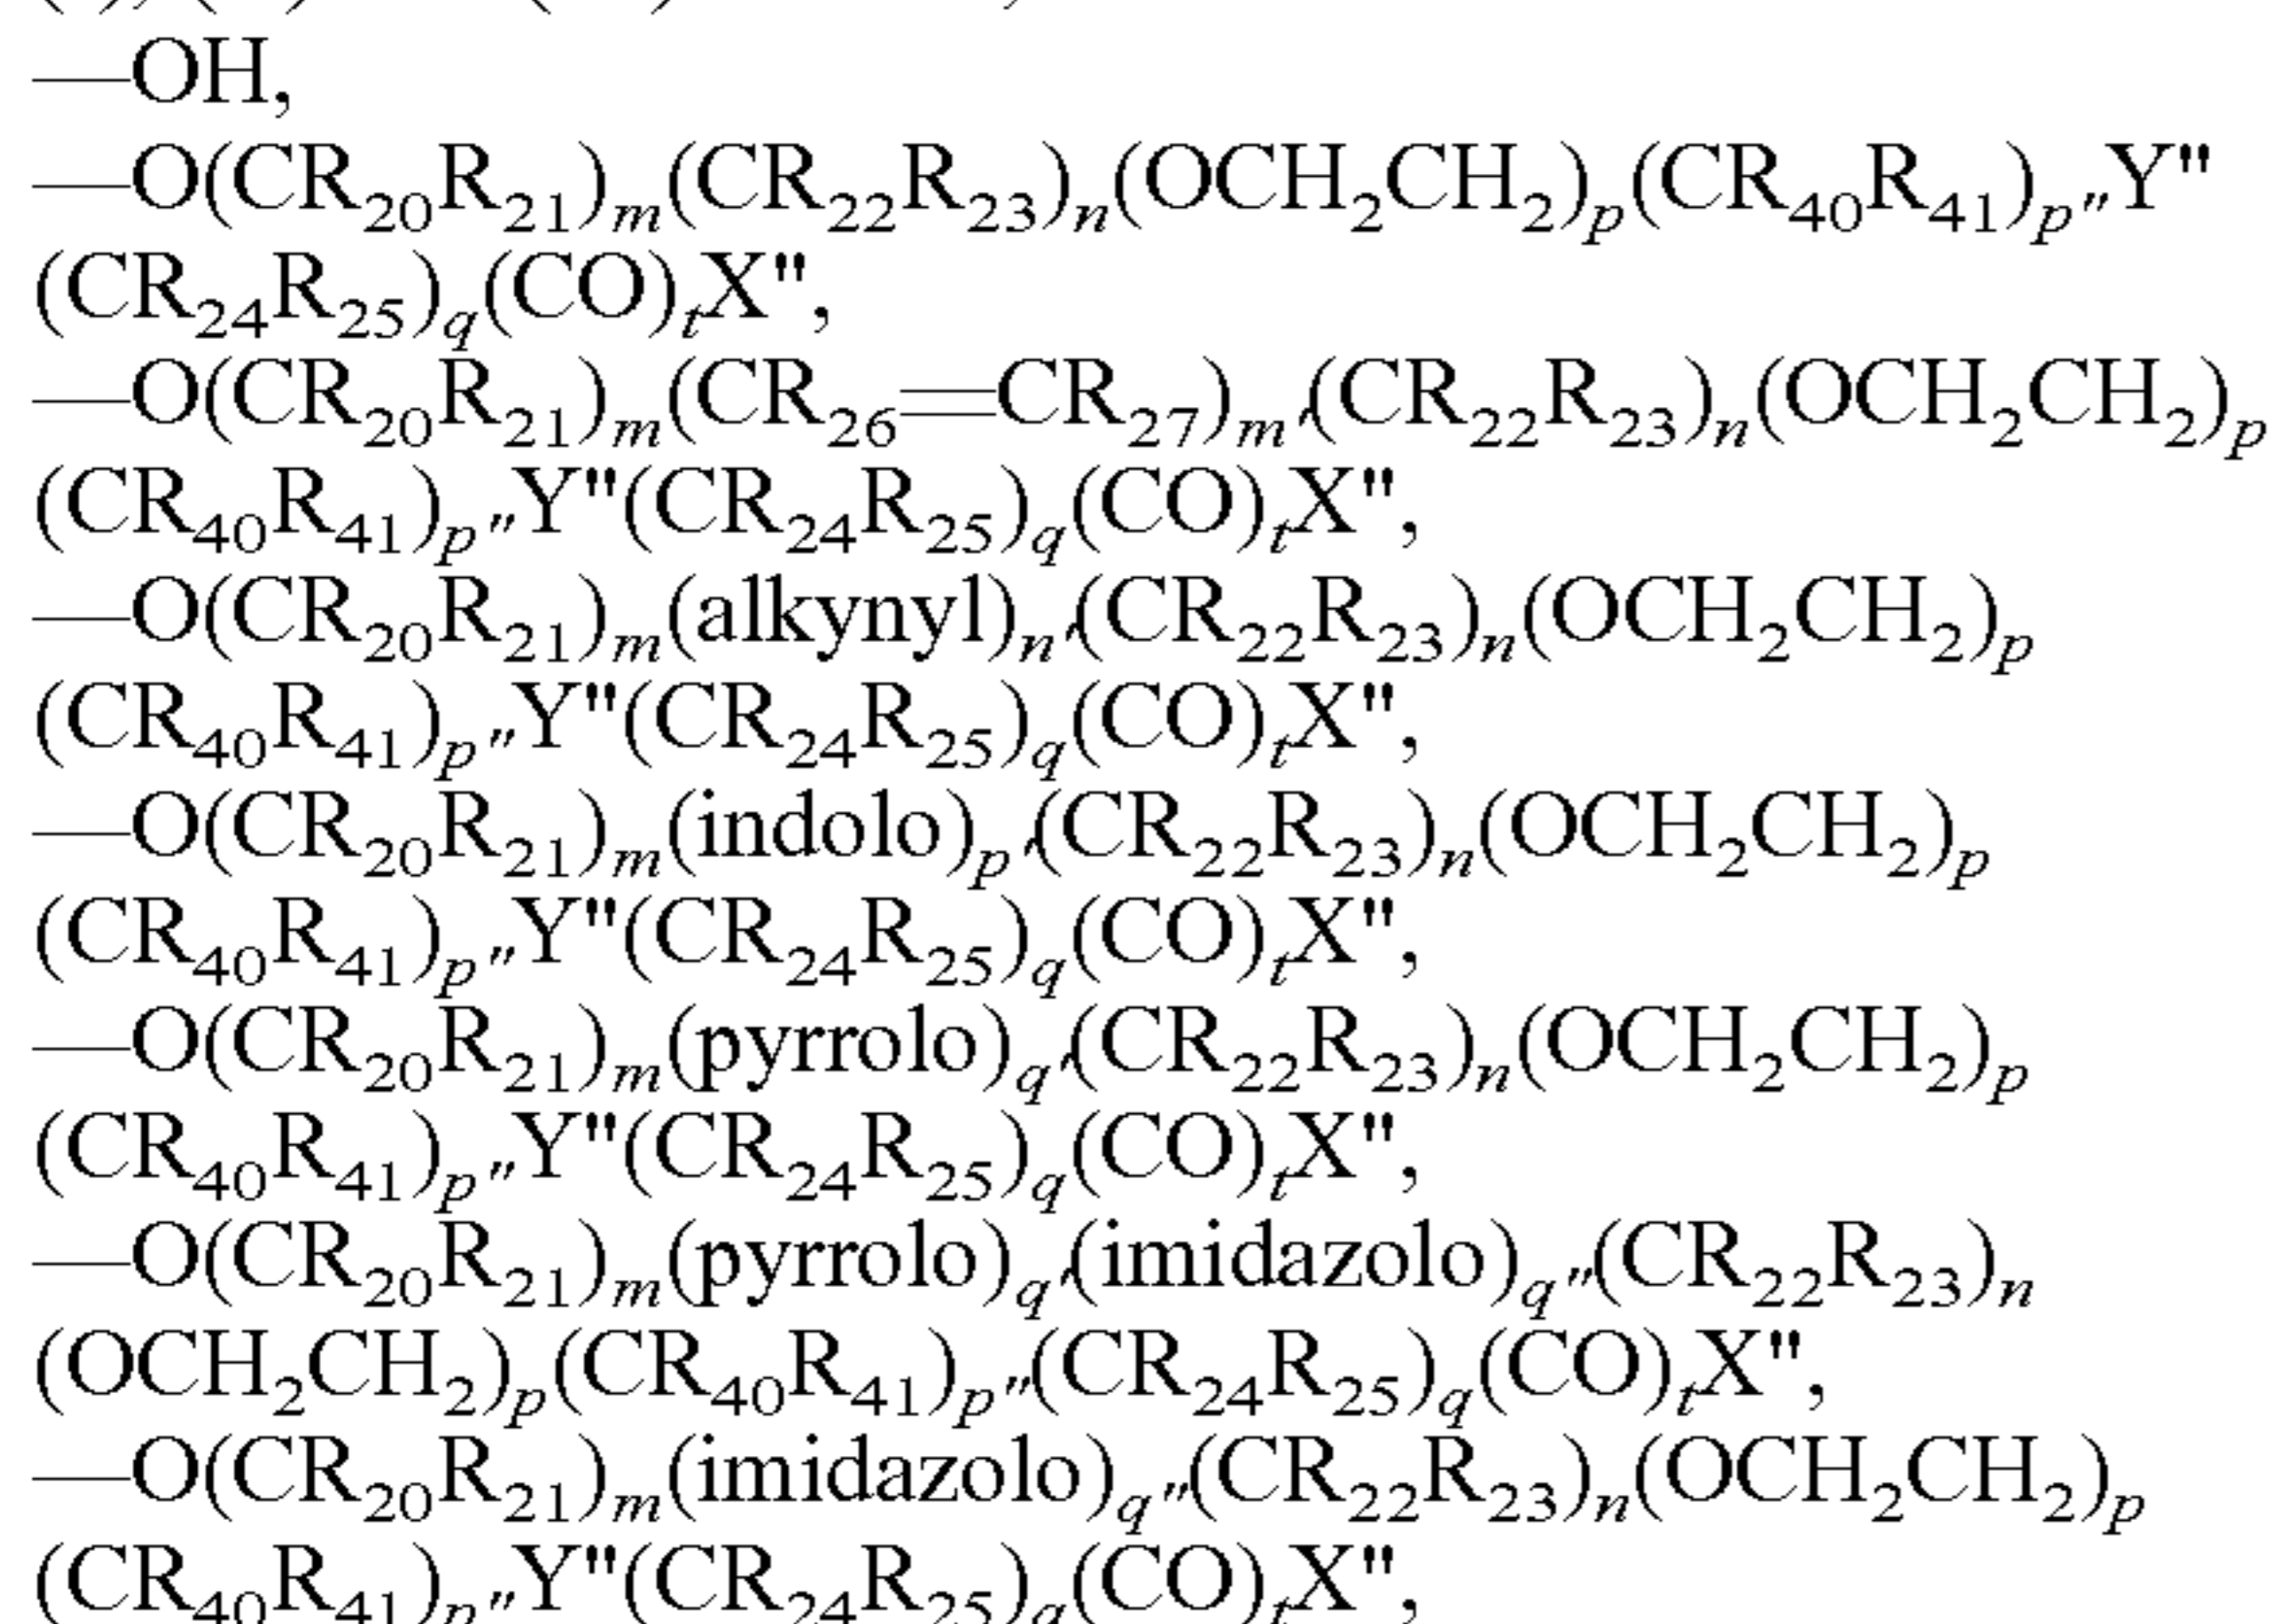 —OH,
—O(CR₂₀R₂₁)ₘ(CR₂₂R₂₃)ₙ(OCH₂CH₂)ₚ(CR₄₀R₄₁)ₚ″Y"
(CR₂₄R₂₅)q(CO)ₜX",
—O(CR₂₀R₂₁)ₘ(CR₂₆=CR₂₇)ₘ′(CR₂₂R₂₃)ₙ(OCH₂CH₂)ₚ
(CR₄₀R₄₁)ₚ″Y"(CR₂₄R₂₅)q(CO)ₜX",
—O(CR₂₀R₂₁)ₘ(alkynyl)ₙ′(CR₂₂R₂₃)ₙ(OCH₂CH₂)ₚ
(CR₄₀R₄₁)ₚ″Y"(CR₂₄R₂₅)q(CO)ₜX",
—O(CR₂₀R₂₁)ₘ(indolo)ₚ′(CR₂₂R₂₃)ₙ(OCH₂CH₂)ₚ
(CR₄₀R₄₁)ₚ″Y"(CR₂₄R₂₅)q(CO)ₜX",
—O(CR₂₀R₂₁)ₘ(pyrrolo)q′(CR₂₂R₂₃)ₙ(OCH₂CH₂)ₚ
(CR₄₀R₄₁)ₚ″Y"(CR₂₄R₂₅)q(CO)ₜX",
—O(CR₂₀R₂₁)ₘ(pyrrolo)q′(imidazolo)q″(CR₂₂R₂₃)ₙ
(OCH₂CH₂)ₚ(CR₄₀R₄₁)ₚ″(CR₂₄R₂₅)q(CO)ₜX",
—O(CR₂₀R₂₁)ₘ(imidazolo)q″(CR₂₂R₂₃)ₙ(OCH₂CH₂)ₚ
(CR₄₀R₄₁)ₚ″Y"(CR₂₄R₂₅)q(CO)ₜX",